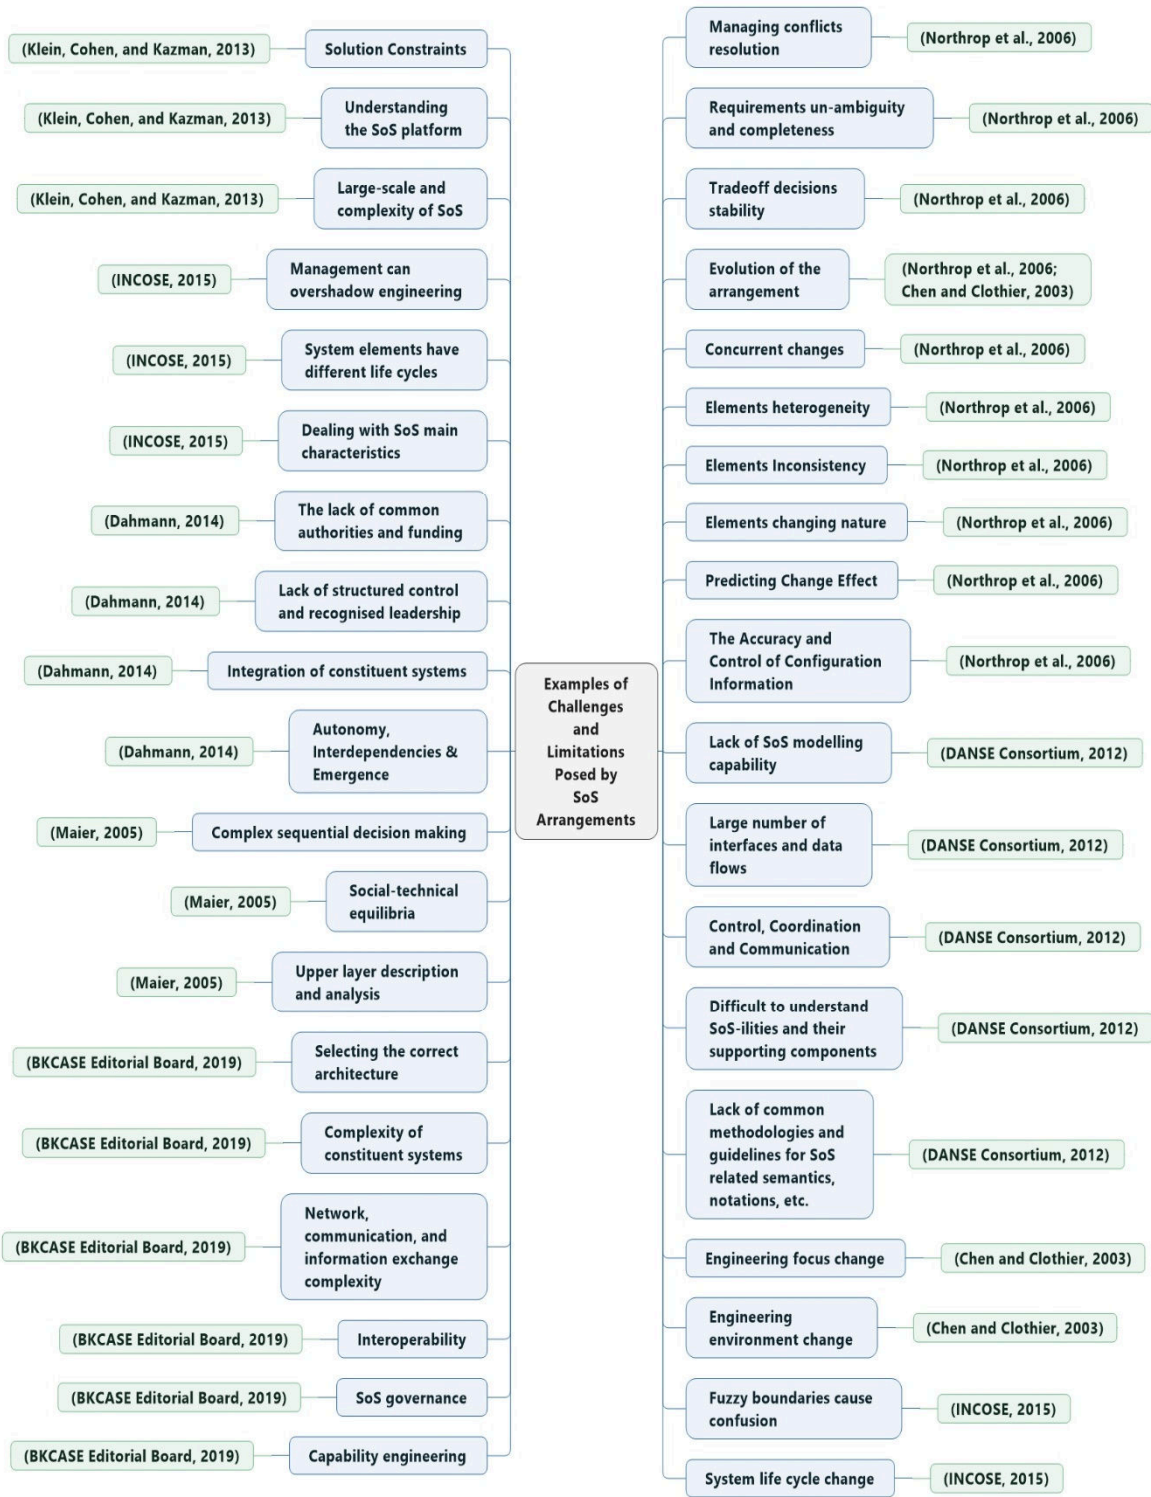 (Klein, Cohen, and Kazman, 2013)
Solution Constraints
(Klein, Cohen, and Kazman, 2013)
Understanding
the SoS platform
(Klein, Cohen, and Kazman, 2013)
Large-scale and
complexity of SoS
(INCOSE, 2015)
Management can
overshadow engineering
(INCOSE, 2015)
System elements have
different life cycles
(INCOSE, 2015)
Dealing with SoS main
characteristics
(Dahmann, 2014)
The lack of common
authorities and funding
(Dahmann, 2014)
Lack of structured control
and recognised leadership
(Dahmann, 2014)
Integration of constituent systems
(Dahmann, 2014)
Autonomy,
Interdependencies &
Emergence
(Maier, 2005)
Complex sequential decision making
(Maier, 2005)
Social-technical
equilibria
(Maier, 2005)
Upper layer description
and analysis
(BKCASE Editorial Board, 2019)
Selecting the correct
architecture
(BKCASE Editorial Board, 2019)
Complexity of
constituent systems
(BKCASE Editorial Board, 2019)
Network,
communication, and
information exchange
complexity
(BKCASE Editorial Board, 2019)
Interoperability
(BKCASE Editorial Board, 2019)
SoS governance
(BKCASE Editorial Board, 2019)
Capability engineering
Examples of
Challenges
and
Limitations
Posed by
SoS
Arrangements
Managing conflicts
resolution
(Northrop et al., 2006)
Requirements un-ambiguity
and completeness
(Northrop et al., 2006)
Tradeoff decisions
stability
(Northrop et al., 2006)
Evolution of the
arrangement
(Northrop et al., 2006;
Chen and Clothier, 2003)
Concurrent changes
(Northrop et al., 2006)
Elements heterogeneity
(Northrop et al., 2006)
Elements Inconsistency
(Northrop et al., 2006)
Elements changing nature
(Northrop et al., 2006)
Predicting Change Effect
(Northrop et al., 2006)
The Accuracy and
Control of Configuration
Information
(Northrop et al., 2006)
Lack of SoS modelling
capability
(DANSE Consortium, 2012)
Large number of
interfaces and data
flows
(DANSE Consortium, 2012)
Control, Coordination
and Communication
(DANSE Consortium, 2012)
Difficult to understand
SoS-ilities and their
supporting components
(DANSE Consortium, 2012)
Lack of common
methodologies and
guidelines for SoS
related semantics,
notations, etc.
(DANSE Consortium, 2012)
Engineering focus change
(Chen and Clothier, 2003)
Engineering
environment change
(Chen and Clothier, 2003)
Fuzzy boundaries cause
confusion
(INCOSE, 2015)
System life cycle change
(INCOSE, 2015)